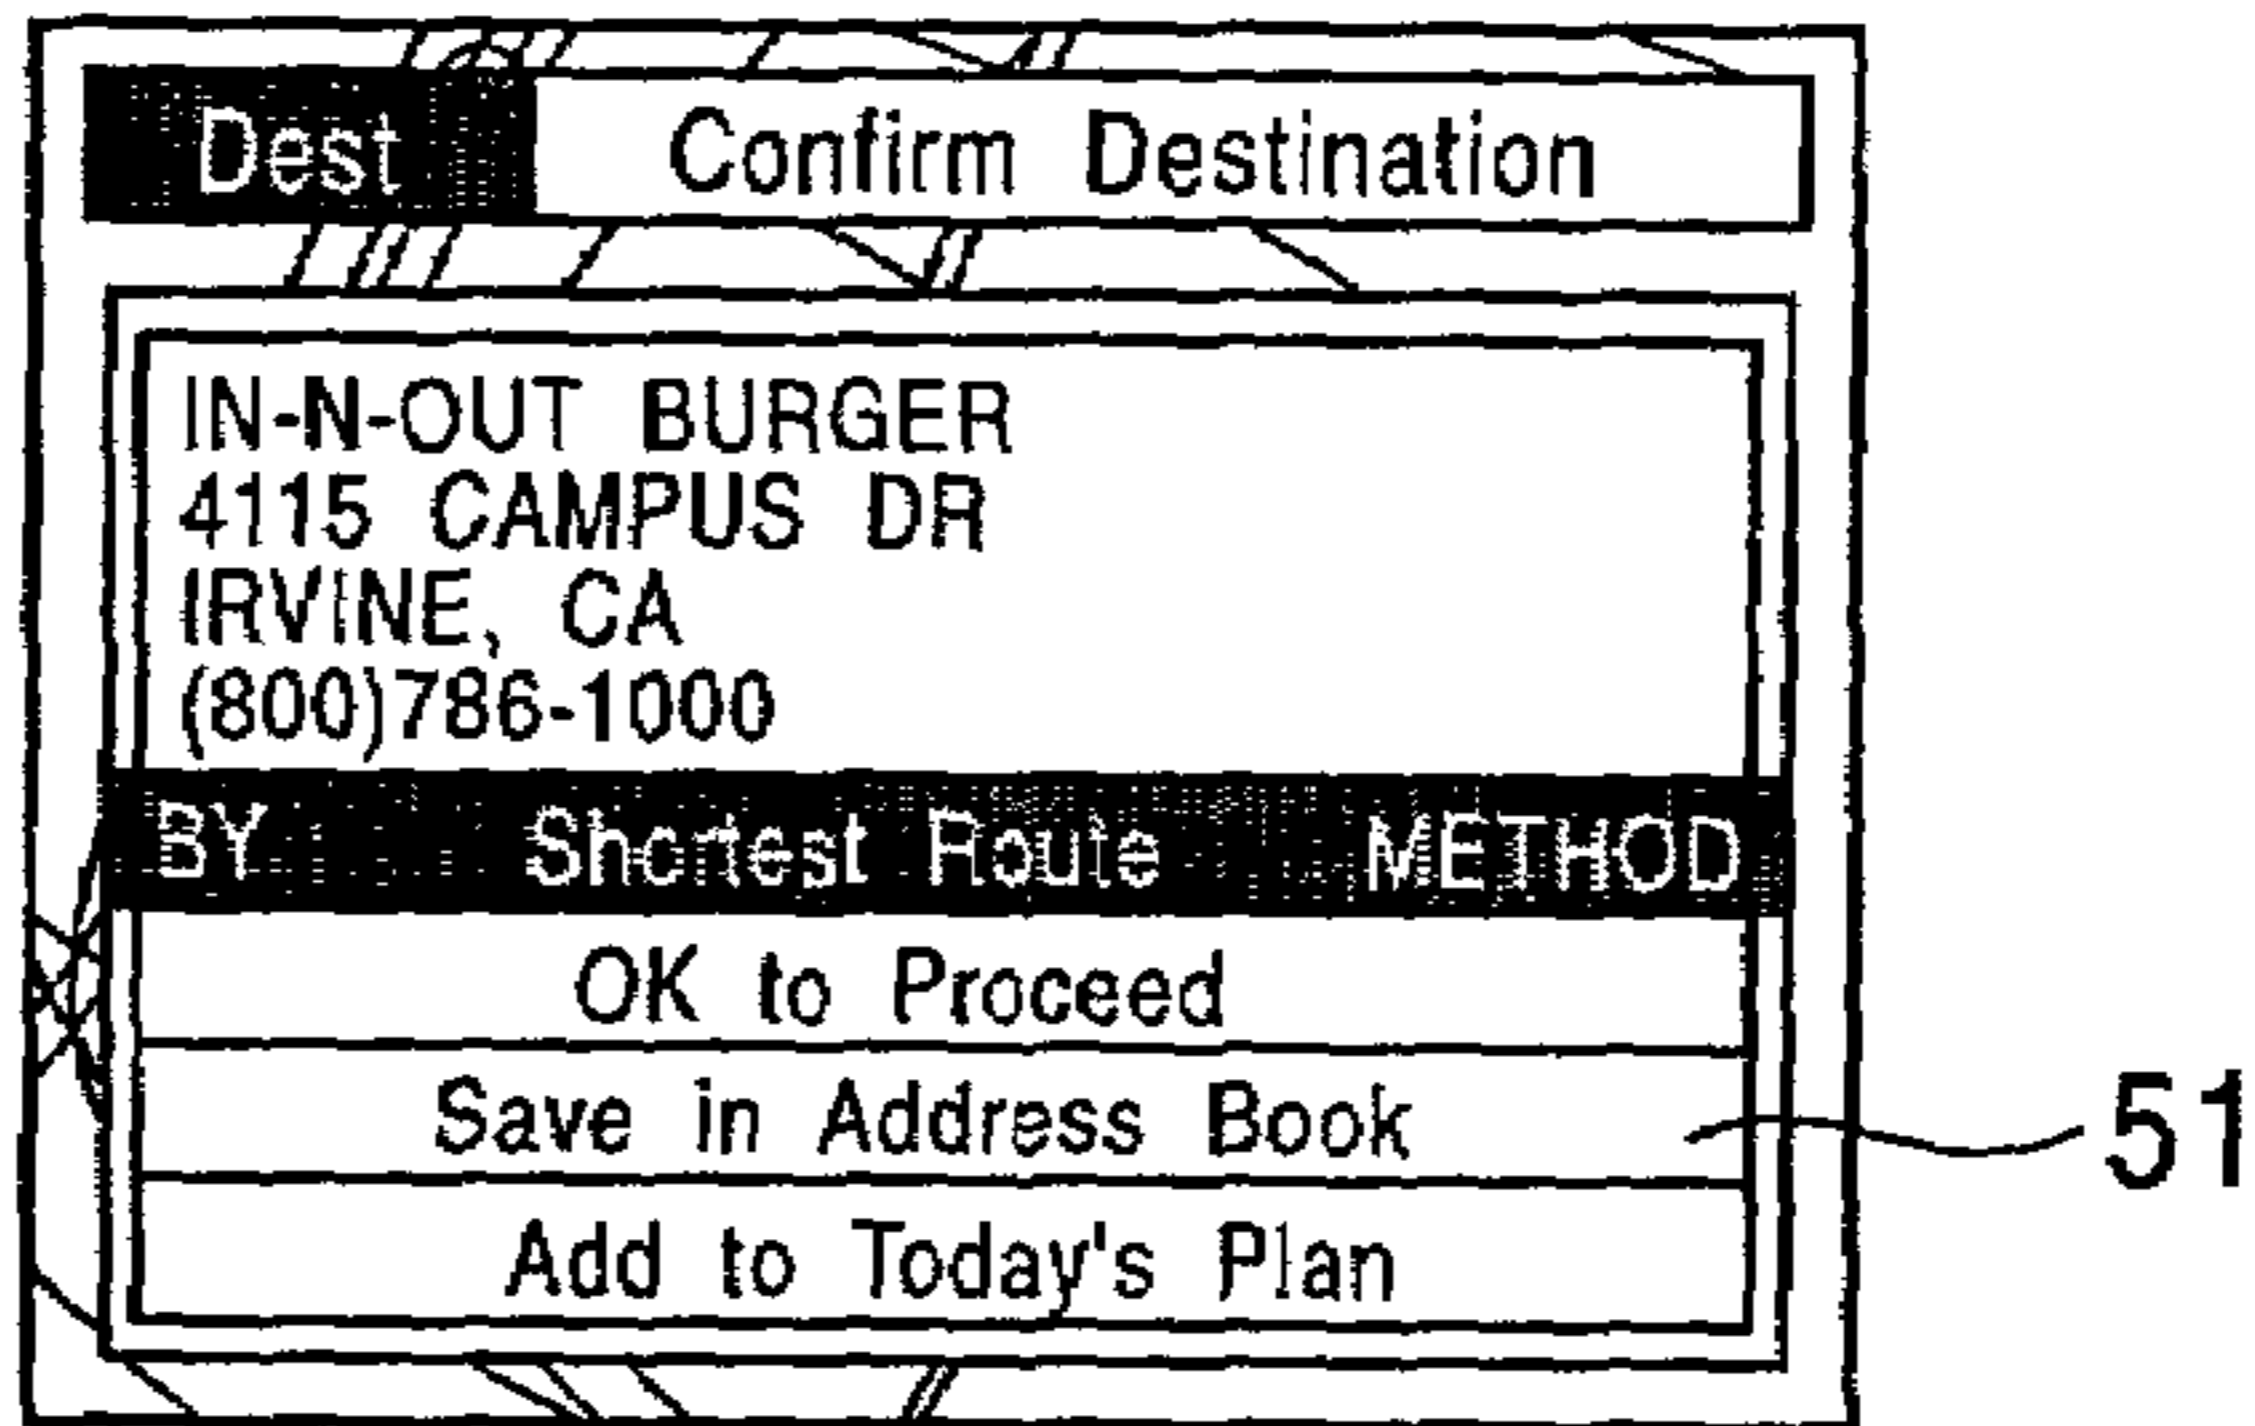 Dest Confirm Destination
IN-N-OUT BURGER
4115 CAMPUS DR
IRVINE, CA
(800)786-1000
BY Shortest Route METHOD
OK to Proceed
Save in Address Book
51
Add to Today's Plan